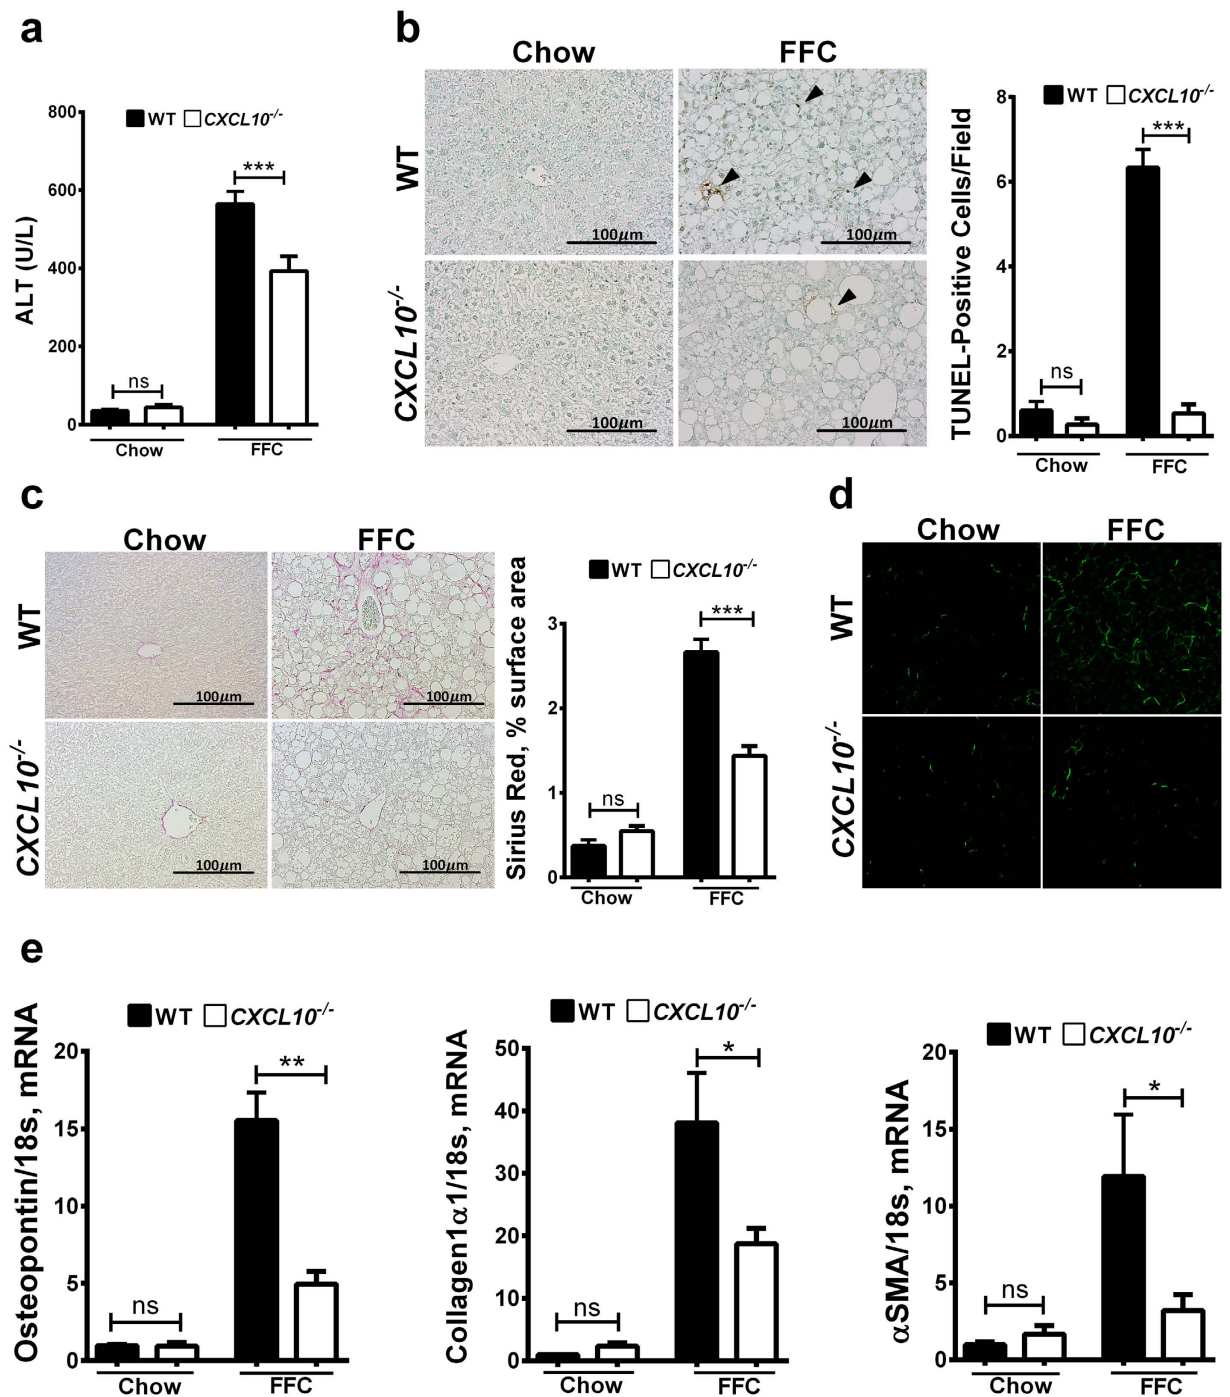 a
WT CXCL10-/-
ALT (U/L)
800
600
400
200
0
***
ns
Chow FFC
b
Chow FFC
WT
CXCL10-/-
100μm 100μm
100μm 100μm
WT CXCL10-/-
TUNEL-Positive Cells/Field
8
6
4
2
0
***
ns
Chow FFC
c
Chow FFC
WT
CXCL10-/-
100μm 100μm
100μm 100μm
WT CXCL10-/-
Sirius Red, % surface area
3
2
1
0
***
ns
Chow FFC
d
Chow FFC
WT
CXCL10-/-
e
WT CXCL10-/-
Osteopontin/18s, mRNA
20
15
10
5
0
**
ns
Chow FFC
WT CXCL10-/-
Collagen1α1/18s, mRNA
50
40
30
20
10
0
*
ns
Chow FFC
WT CXCL10-/-
αSMA/18s, mRNA
20
15
10
5
0
*
ns
Chow FFC